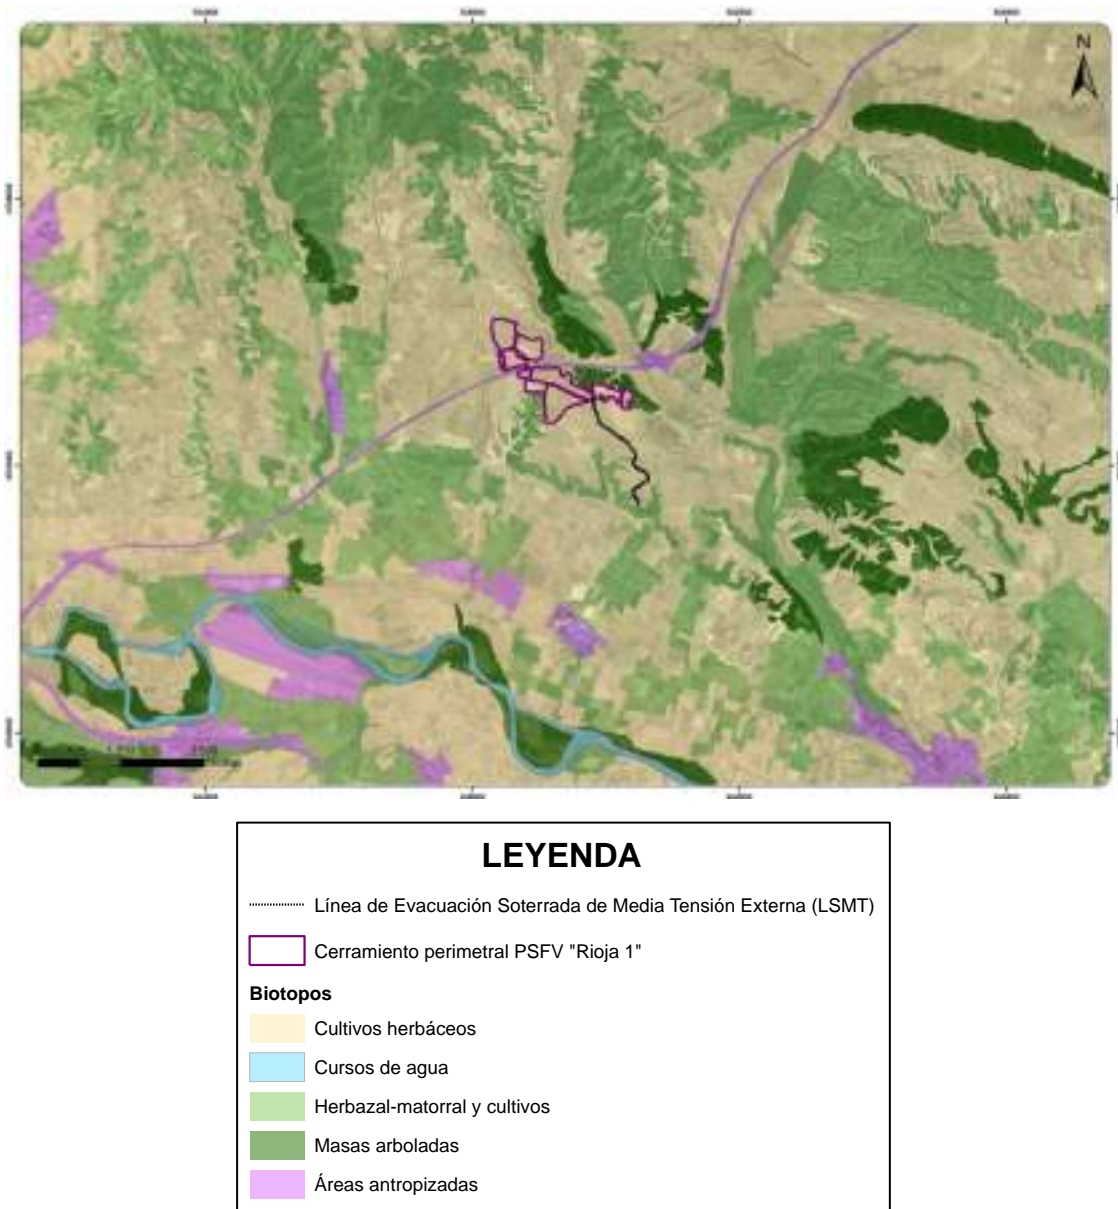 N
LEYENDA
Línea de Evacuación Soterrada de Media Tensión Externa (LSMT)
Cerramiento perimetral PSFV "Rioja 1"
Biotopos
Cultivos herbáceos
Cursos de agua
Herbazal-matorral y cultivos
Masas arboladas
Áreas antropizadas